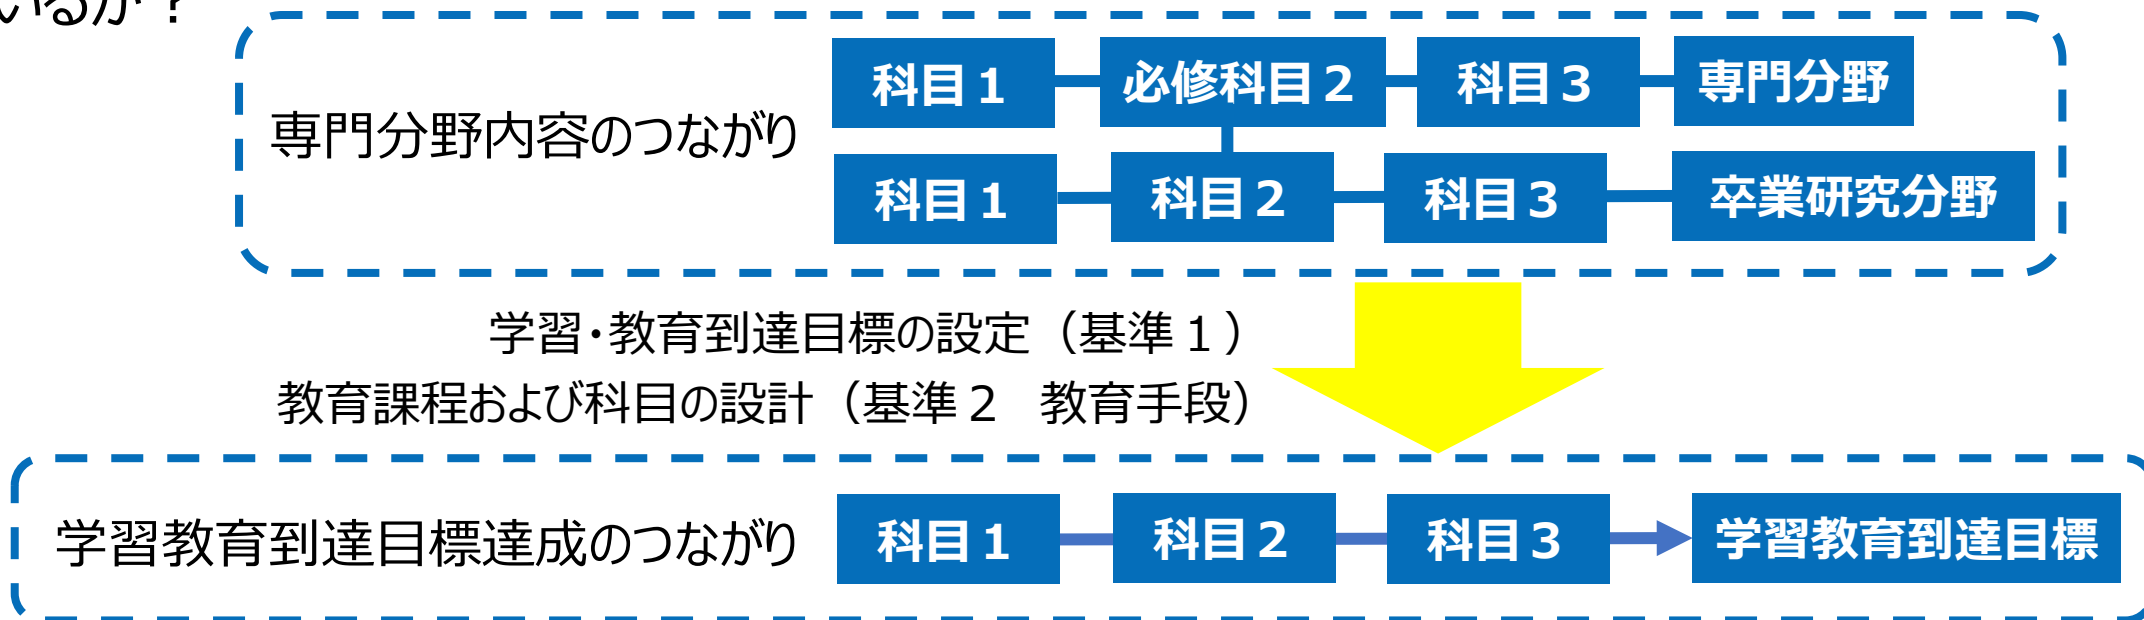 いるか？
科目１ 必修科目２ 科目３ 専門分野
専門分野内容のつながり
科目１ 科目２ 科目３ 卒業研究分野
学習・教育到達目標の設定（基準１）
教育課程および科目の設計（基準２　教育手段）
学習教育到達目標達成のつながり 科目１ 科目２ 科目３ 学習教育到達目標